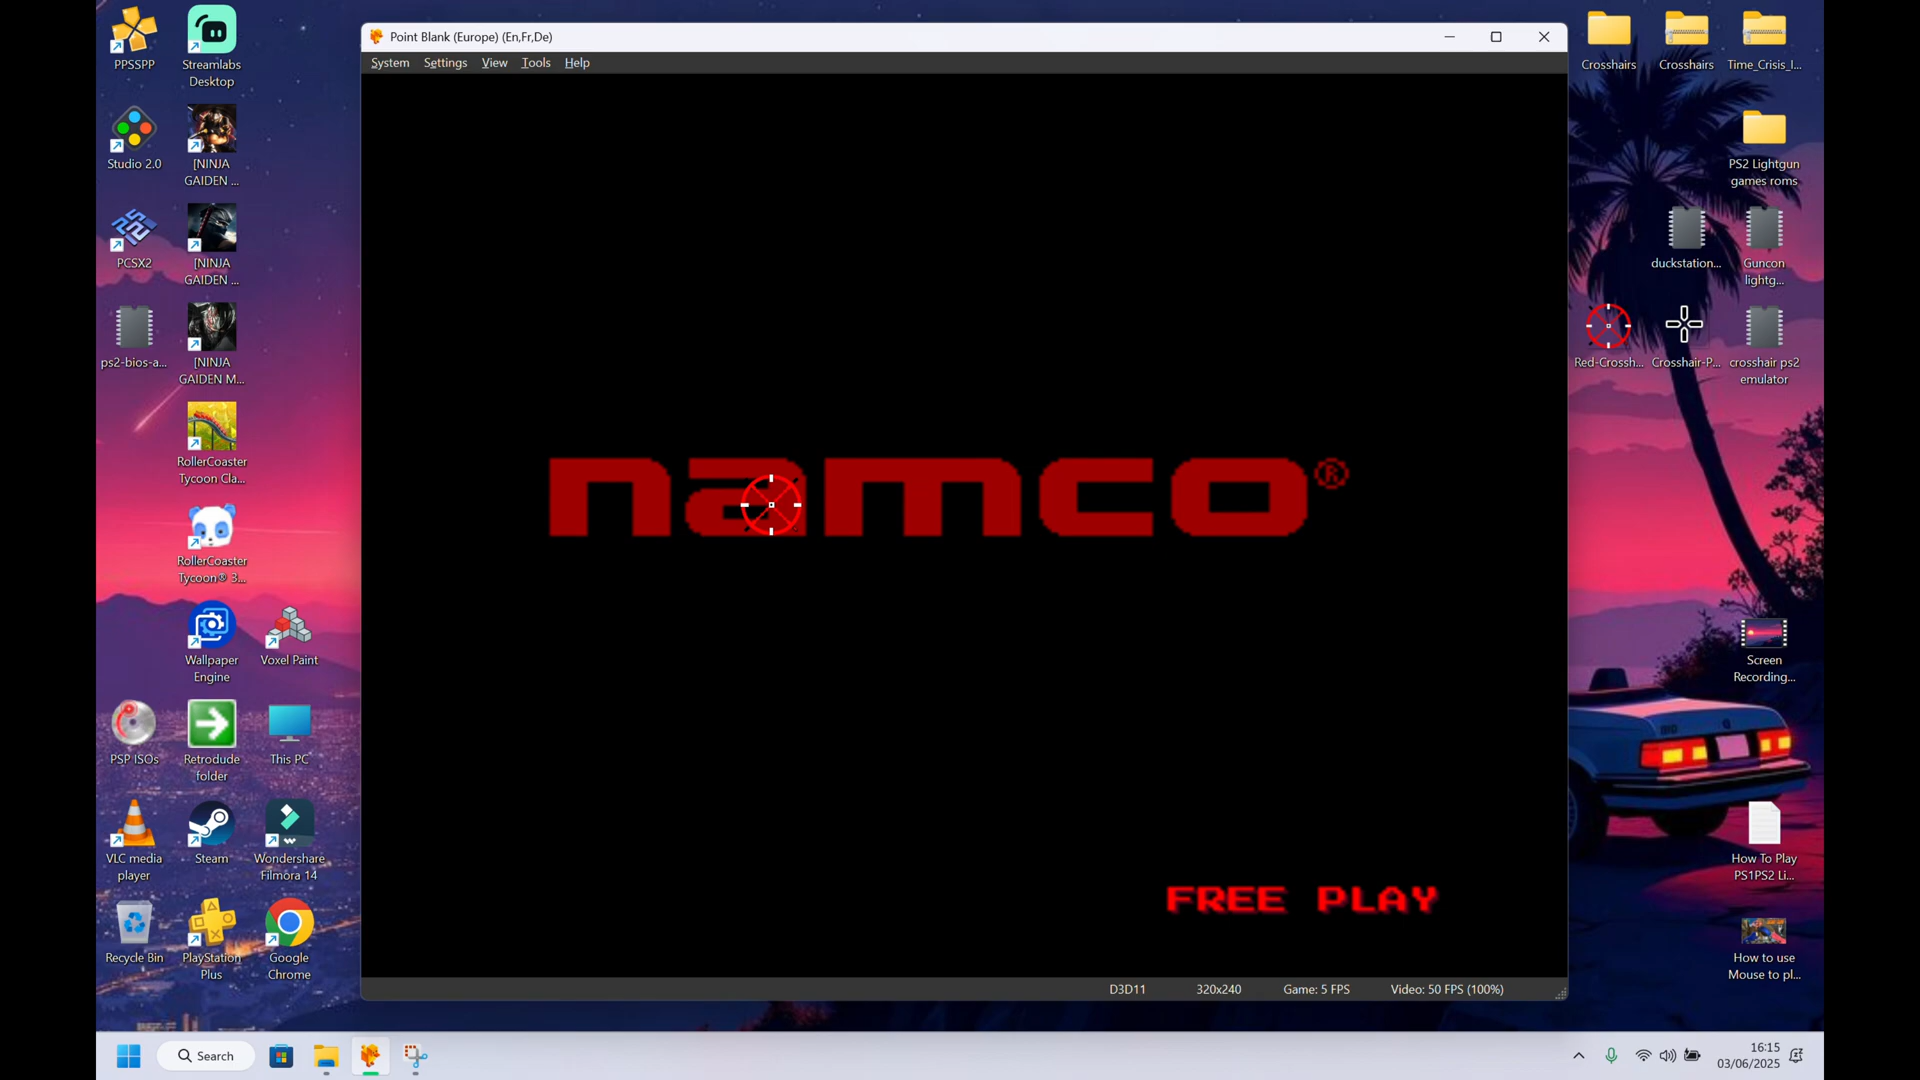 PPSSPP
Streamlabs
Desktop
Studio 2.0
[NINJA
GAIDEN ...
PCSX2
[NINJA
GAIDEN ...
ps2-bios-a...
[NINJA
GAIDEN M...
RollerCoaster
Tycoon Cla...
RollerCoaster
Tycoon® 3...
Wallpaper
Engine
Voxel Paint
PSP ISOs
Retrodude
folder
This PC
VLC media
player
Steam
Wondershare
Filmora 14
Recycle Bin
PlayStation
Plus
Google
Chrome
Point Blank (Europe) (En,Fr,De)
System Settings View Tools Help
namco®
FREE PLAY
D3D11 320x240 Game: 5 FPS Video: 50 FPS (100%)
Crosshairs
Crosshairs
Time_Crisis_I...
PS2 Lightgun
games roms
duckstation...
Guncon
lightg...
Red-Crossh...
Crosshair-P...
crosshair ps2
emulator
Screen
Recording...
How To Play
PS1PS2 Li...
How to use
Mouse to pl...
Search
16:15
03/06/2025